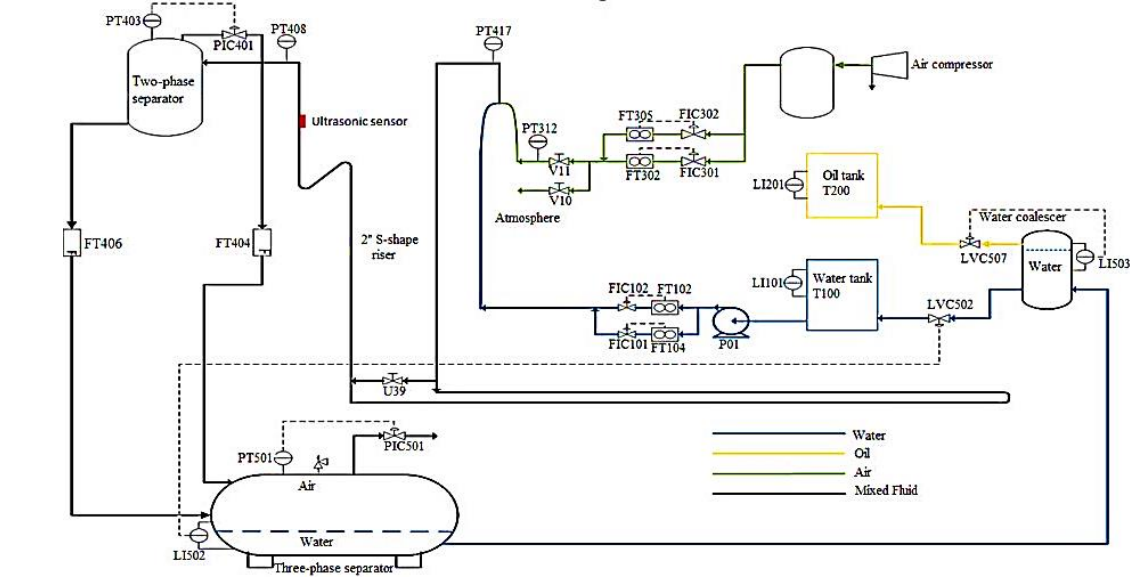 PT403
PIC401
PT408
PT417
Two-phase
separator
Ultrasonic sensor
Air compressor
FT305
FIC302
PT312
V11
FT302
FIC301
V10
Atmosphere
LI201
Oil tank
T200
Water coalescer
LVC507
Water
LI503
FT406
FT404
2" S-shape
riser
LI101
Water tank
T100
LVC502
FIC102
FT102
FIC101
FT104
P01
U39
PIC501
PT501
Air
Water
LI502
Three-phase separator
Water
Oil
Air
Mixed Fluid